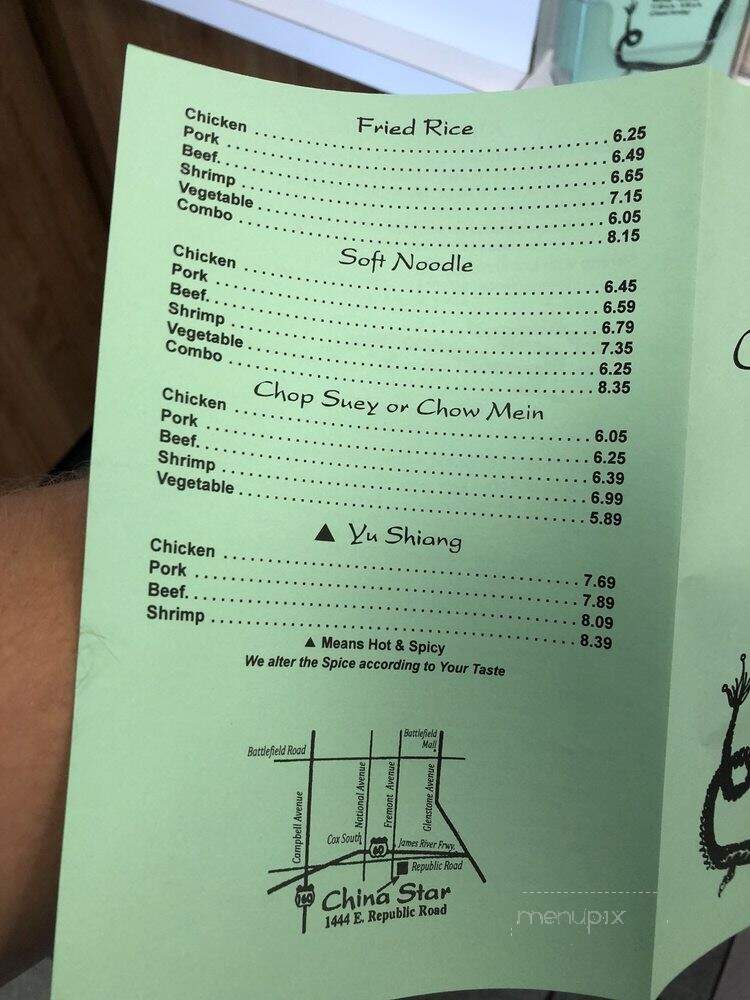 Fried Rice
Chicken 6.25
Pork 6.49
Beef. 6.65
Shrimp 7.15
Vegetable 6.05
Combo 8.15
Soft Noodle
Chicken 6.45
Pork 6.59
Beef. 6.79
Shrimp 7.35
Vegetable 6.25
Combo 8.35
Chop Suey or Chow Mein
Chicken 6.05
Pork 6.25
Beef. 6.39
Shrimp 6.99
Vegetable 5.89
▲ Yu Shiang
Chicken 7.69
Pork 7.89
Beef. 8.09
Shrimp 8.39
▲ Means Hot & Spicy
We alter the Spice according to Your Taste
Battlefield Road
Battlefield
Mall
Campbell Avenue
National Avenue
Fremont Avenue
Glenstone Avenue
Cox South
60
James River Frwy.
Republic Road
160
China Star
1444 E. Republic Road
menupix